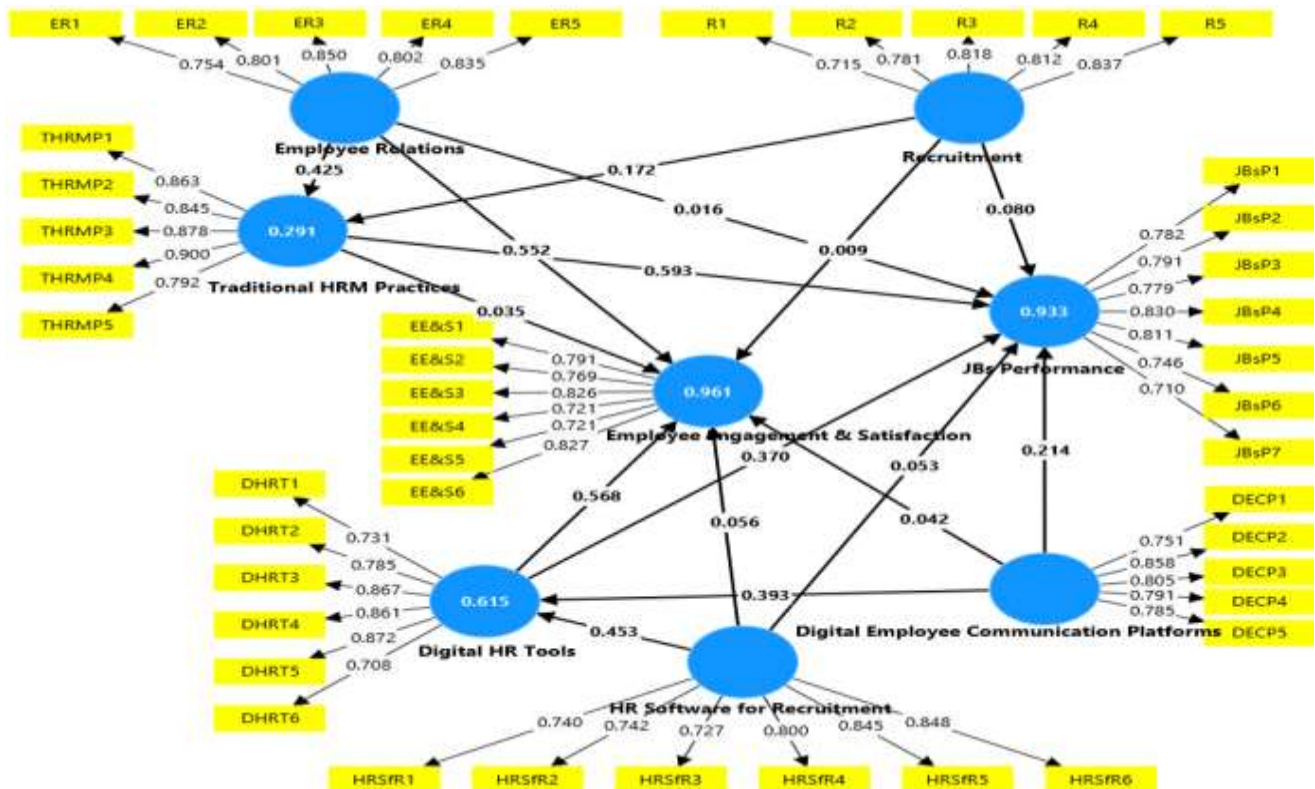 ER1
ER2
ER3
ER4
ER5
R1
R2
R3
R4
R5
0.754
0.801
0.850
0.802
0.835
0.715
0.781
0.818
0.812
0.837
Employee Relations
Recruitment
THRMP1
THRMP2
THRMP3
THRMP4
THRMP5
0.863
0.845
0.878
0.900
0.792
0.425
0.172
0.016
0.080
0.291
Traditional HRM Practices
0.552
0.593
0.009
0.035
JBsP1
JBsP2
JBsP3
JBsP4
JBsP5
JBsP6
JBsP7
0.782
0.791
0.779
0.830
0.811
0.746
0.710
0.933
JBs Performance
EE&S1
EE&S2
EE&S3
EE&S4
EE&S5
EE&S6
0.791
0.769
0.826
0.721
0.721
0.827
0.961
Employee Engagement & Satisfaction
0.370
0.053
0.214
0.568
0.056
0.042
DHRT1
DHRT2
DHRT3
DHRT4
DHRT5
DHRT6
0.731
0.785
0.867
0.861
0.872
0.708
0.615
Digital HR Tools
0.393
0.453
DECP1
DECP2
DECP3
DECP4
DECP5
0.751
0.858
0.805
0.791
0.785
Digital Employee Communication Platforms
HR Software for Recruitment
0.740
0.742
0.727
0.800
0.845
0.848
HRSfR1
HRSfR2
HRSfR3
HRSfR4
HRSfR5
HRSfR6